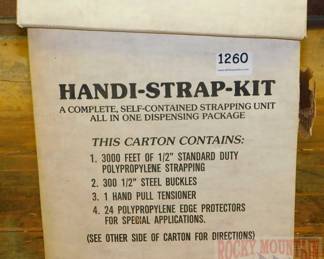 1260
HANDI-STRAP-KIT
A COMPLETE, SELF-CONTAINED STRAPPING UNIT
ALL IN ONE DISPENSING PACKAGE
THIS CARTON CONTAINS:
1. 3000 FEET OF 1/2" STANDARD DUTY
POLYPROPYLENE STRAPPING
2. 300 1/2" STEEL BUCKLES
3. 1 HAND PULL TENSIONER
4. 24 POLYPROPYLENE EDGE PROTECTORS
FOR SPECIAL APPLICATIONS.
(SEE OTHER SIDE OF CARTON FOR DIRECTIONS)
ROCKY MOUNTAIN